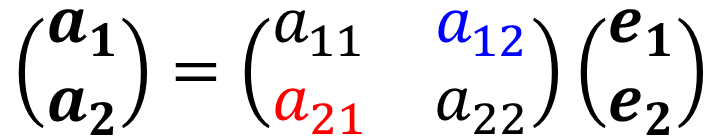 (a₁) = (a₁₁ a₁₂) (e₁)
(a₂) (a₂₁ a₂₂) (e₂)